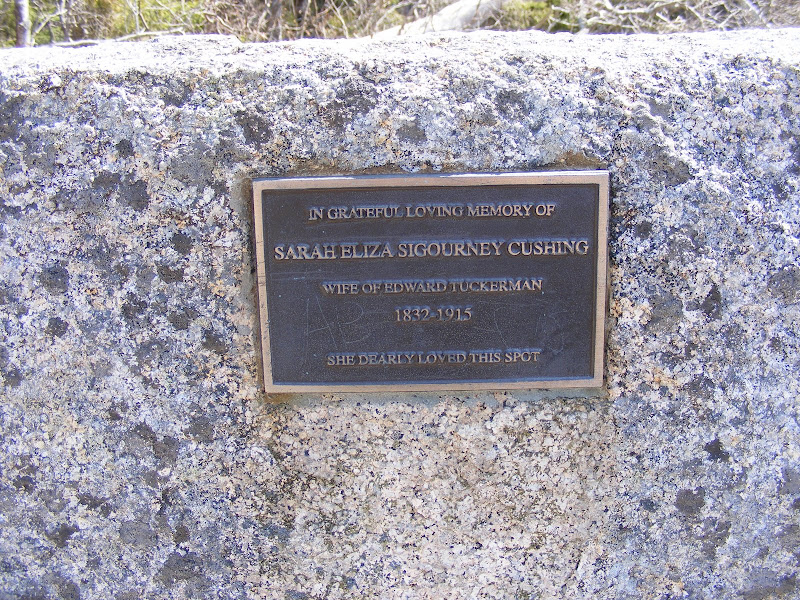 IN GRATEFUL LOVING MEMORY OF
SARAH ELIZA SIGOURNEY CUSHING
WIFE OF EDWARD TUCKERMAN
1832-1915
SHE DEARLY LOVED THIS SPOT